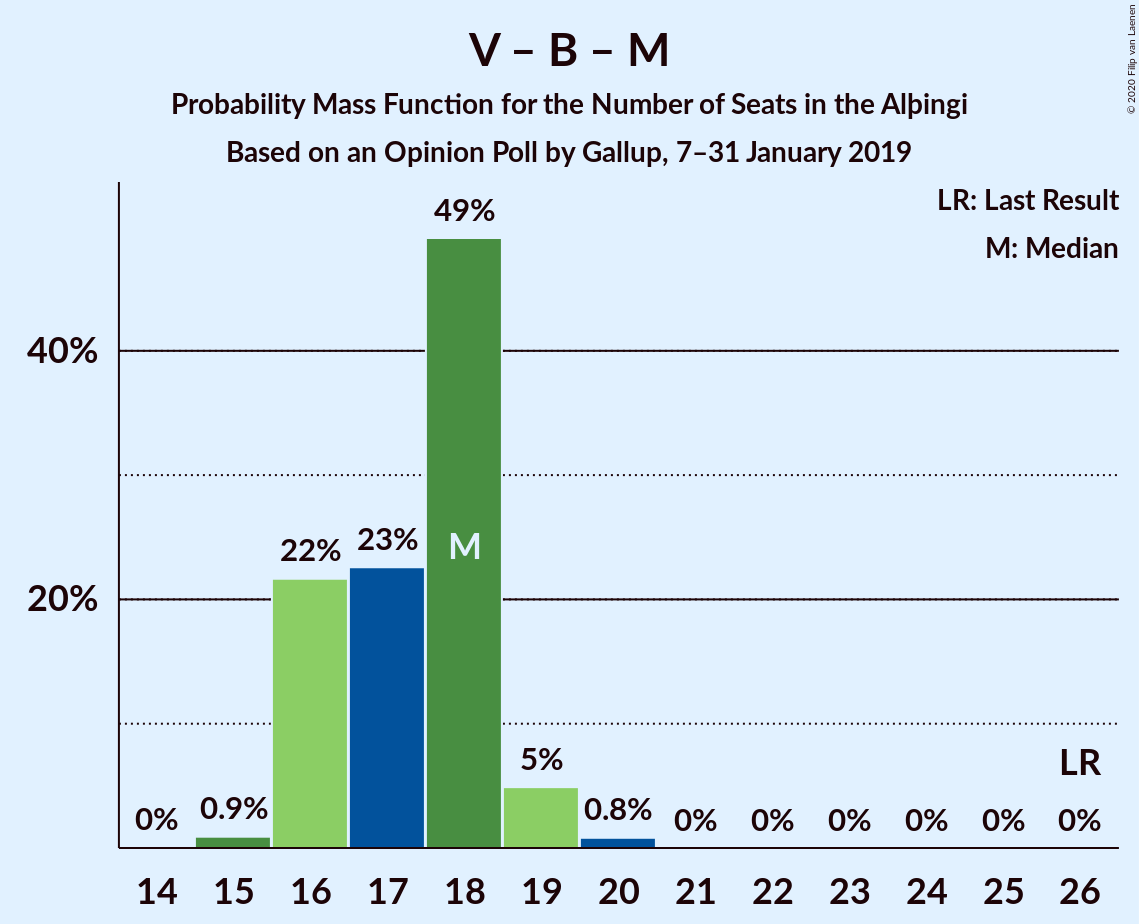 V – B – M
Probability Mass Function for the Number of Seats in the Alþingi
Based on an Opinion Poll by Gallup, 7–31 January 2019
© 2020 Filip van Laenen
LR: Last Result
M: Median
49%
40%
23%
22%
M
20%
5%
LR
0%
0.9%
0.8%
0%
0%
0%
0%
0%
0%
14 15 16 17 18 19 20 21 22 23 24 25 26